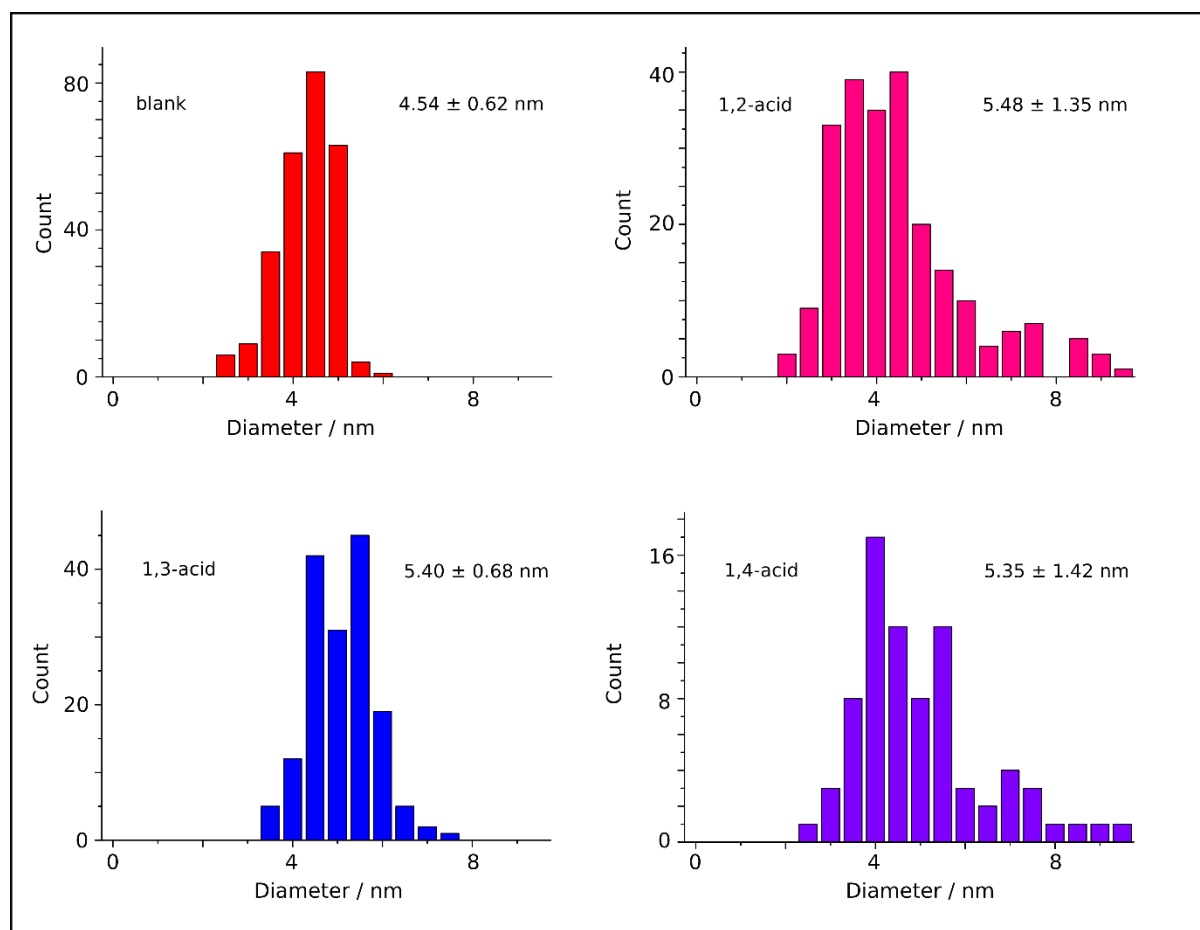 blank 4.54 ± 0.62 nm
80
40
0
Count
0 4 8
Diameter / nm
1,2-acid 5.48 ± 1.35 nm
40
20
0
Count
0 4 8
Diameter / nm
1,3-acid 5.40 ± 0.68 nm
40
20
0
Count
0 4 8
Diameter / nm
1,4-acid 5.35 ± 1.42 nm
16
8
0
Count
0 4 8
Diameter / nm